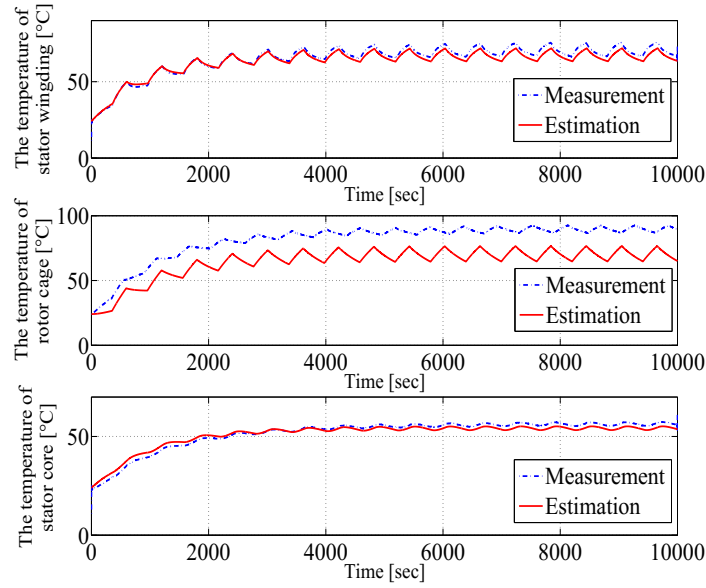 The temperature of
stator wingding [°C]
50
0
Measurement
Estimation
0 2000 4000 6000 8000 10000
Time [sec]
The temperature of
rotor cage [°C]
100
50
0
Measurement
Estimation
0 2000 4000 6000 8000 10000
Time [sec]
The temperature of
stator core [°C]
50
0
Measurement
Estimation
0 2000 4000 6000 8000 10000
Time [sec]